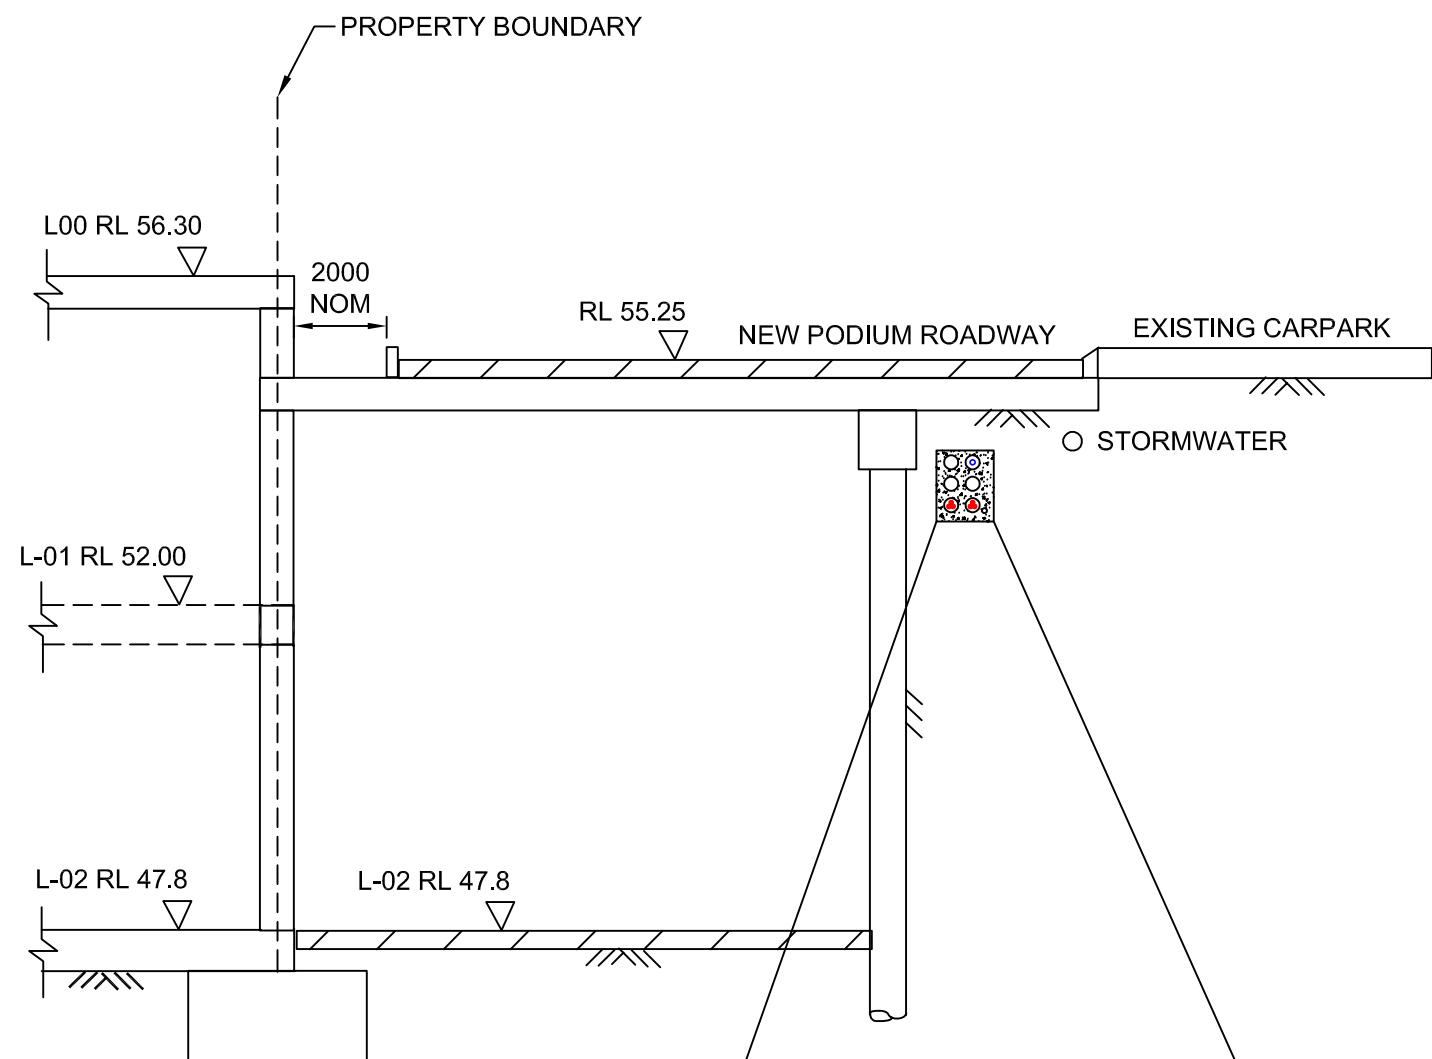 PROPERTY BOUNDARY
L00 RL 56.30
2000
NOM
RL 55.25
NEW PODIUM ROADWAY
EXISTING CARPARK
STORMWATER
L-01 RL 52.00
L-02 RL 47.8
L-02 RL 47.8